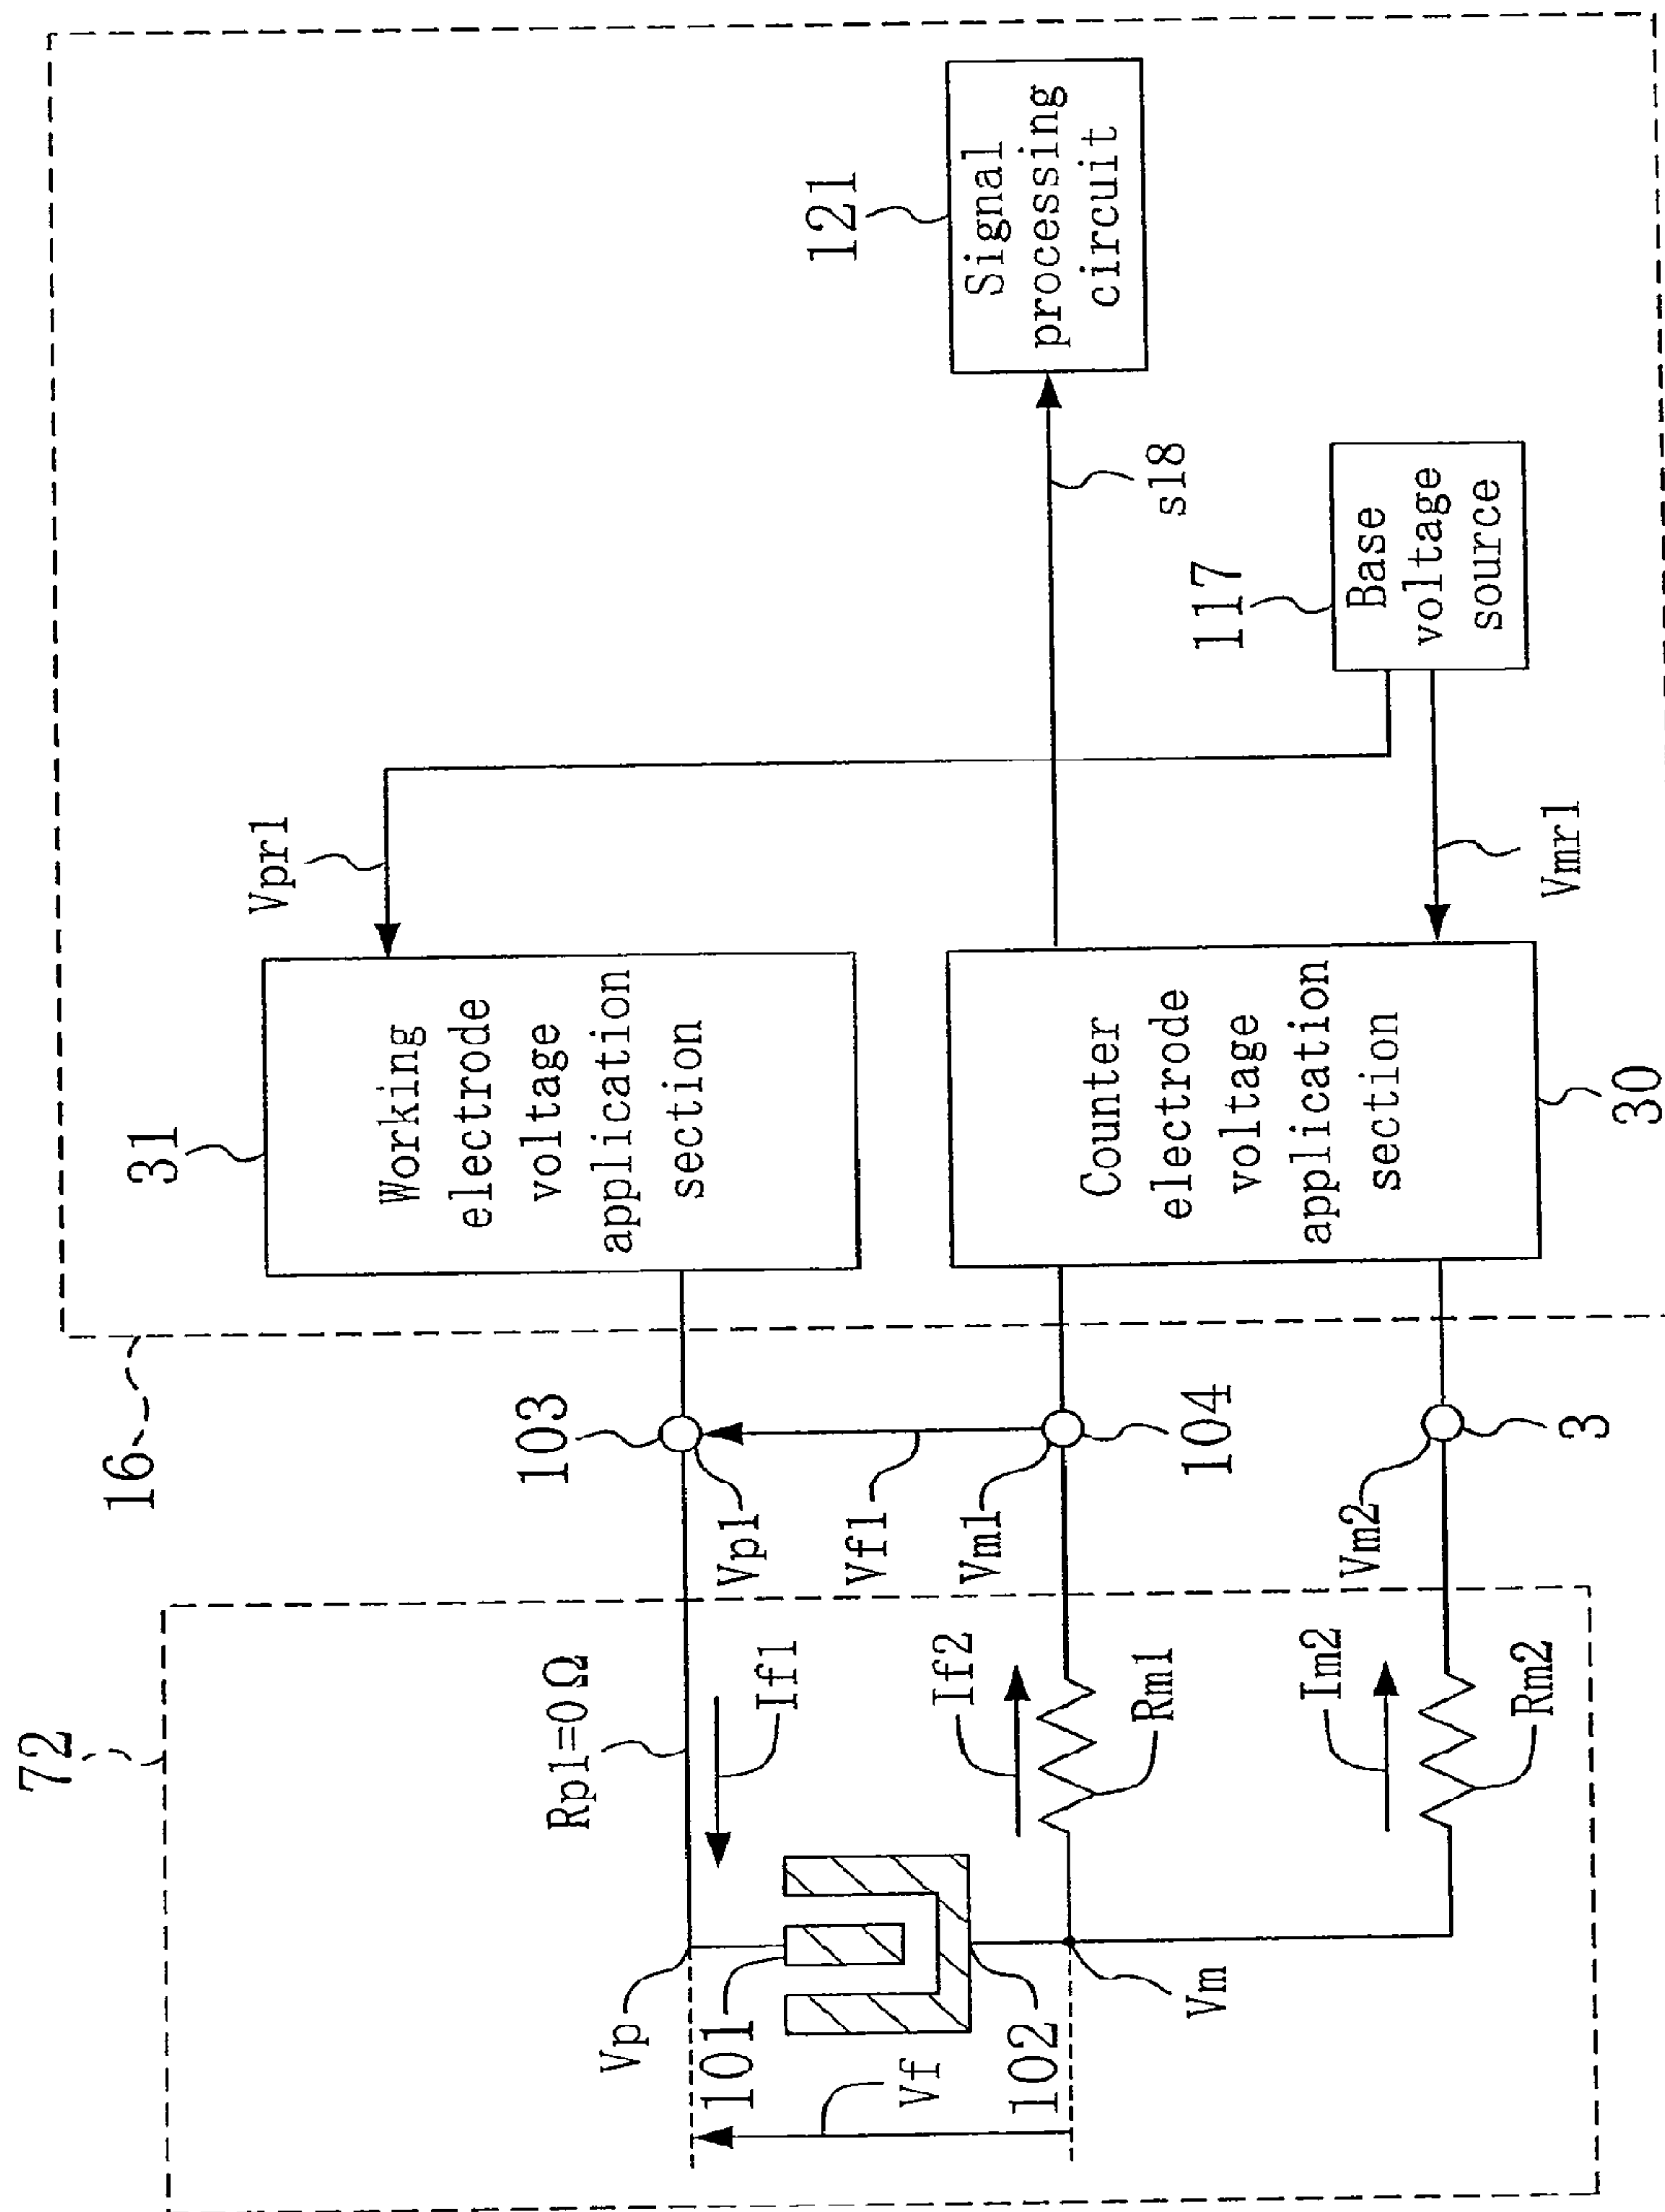 72
16
Rp1=0Ω
If1
Vp
101
Vf
102
Vm
If2
Rm1
Im2
Rm2
103
Vp1
Vf1
Vm1
104
Vm2
3
31
Working
electrode
voltage
application
section
Vpr1
Counter
electrode
voltage
application
section
30
Vmr1
117
Base
voltage
source
s18
121
Signal
processing
circuit